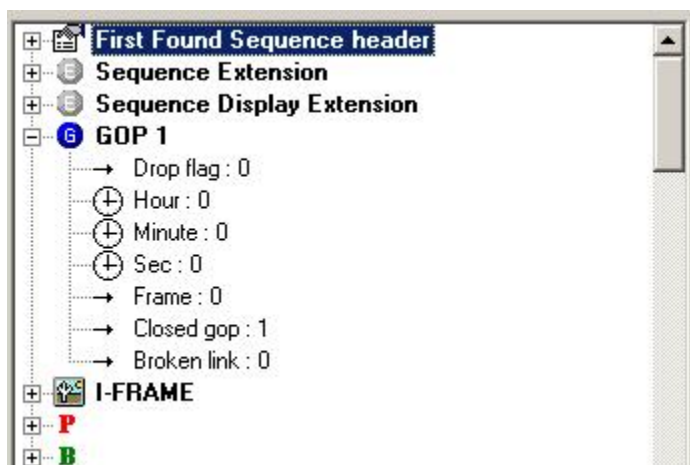 First Found Sequence header
E Sequence Extension
E Sequence Display Extension
G GOP 1
Drop flag : 0
Hour : 0
Minute : 0
Sec : 0
Frame : 0
Closed gop : 1
Broken link : 0
I-FRAME
P
B